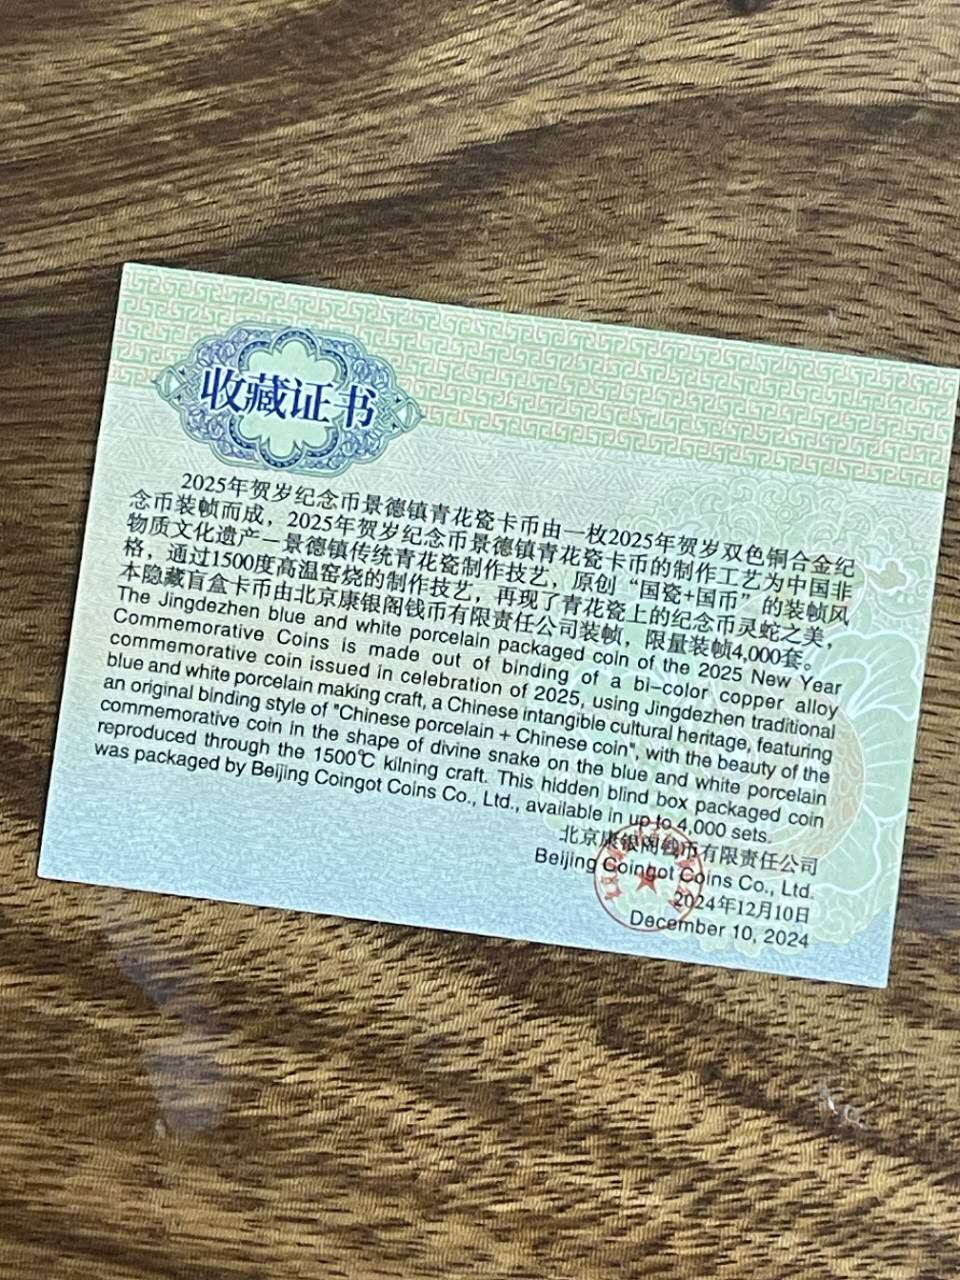 收藏证书
2025年贺岁纪念币景德镇青花瓷卡币由一枚2025年贺岁双色铜合金纪
念币装帧而成，2025年贺岁纪念币景德镇青花瓷卡币的制作工艺为中国非
物质文化遗产—景德镇传统青花瓷制作技艺，原创“国瓷+国币”的装帧风
格，通过1500度高温窑烧的制作技艺，再现了青花瓷上的纪念币灵蛇之美，
本隐藏盲盒卡币由北京康银阁钱币有限责任公司装帧，限量装帧4,000套。
The Jingdezhen blue and white porcelain packaged coin of the 2025 New Year
Commemorative Coins is made out of binding of a bi–color copper alloy
commemorative coin issued in celebration of 2025, using Jingdezhen traditional
blue and white porcelain making craft, a Chinese intangible cultural heritage, featuring
an original binding style of "Chinese porcelain + Chinese coin", with the beauty of the
commemorative coin in the shape of divine snake on the blue and white porcelain
reproduced through the 1500℃ kilning craft. This hidden blind box packaged coin
was packaged by Beijing Coingot Coins Co., Ltd., available in up to 4,000 sets.
北京康银阁钱币有限责任公司
Beijing Coingot Coins Co., Ltd.
2024年12月10日
December 10, 2024